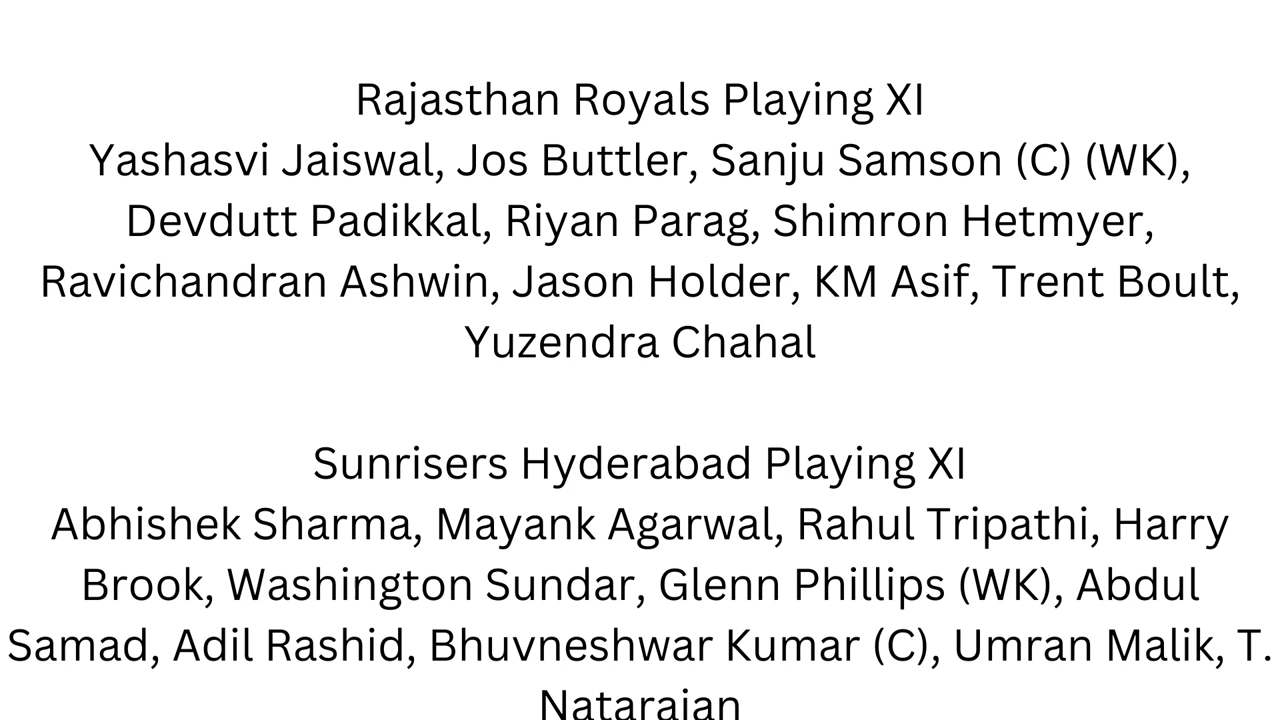 Rajasthan Royals Playing XI
Yashasvi Jaiswal, Jos Buttler, Sanju Samson (C) (WK),
Devdutt Padikkal, Riyan Parag, Shimron Hetmyer,
Ravichandran Ashwin, Jason Holder, KM Asif, Trent Boult,
Yuzendra Chahal
Sunrisers Hyderabad Playing XI
Abhishek Sharma, Mayank Agarwal, Rahul Tripathi, Harry
Brook, Washington Sundar, Glenn Phillips (WK), Abdul
Samad, Adil Rashid, Bhuvneshwar Kumar (C), Umran Malik, T.
Natarajan